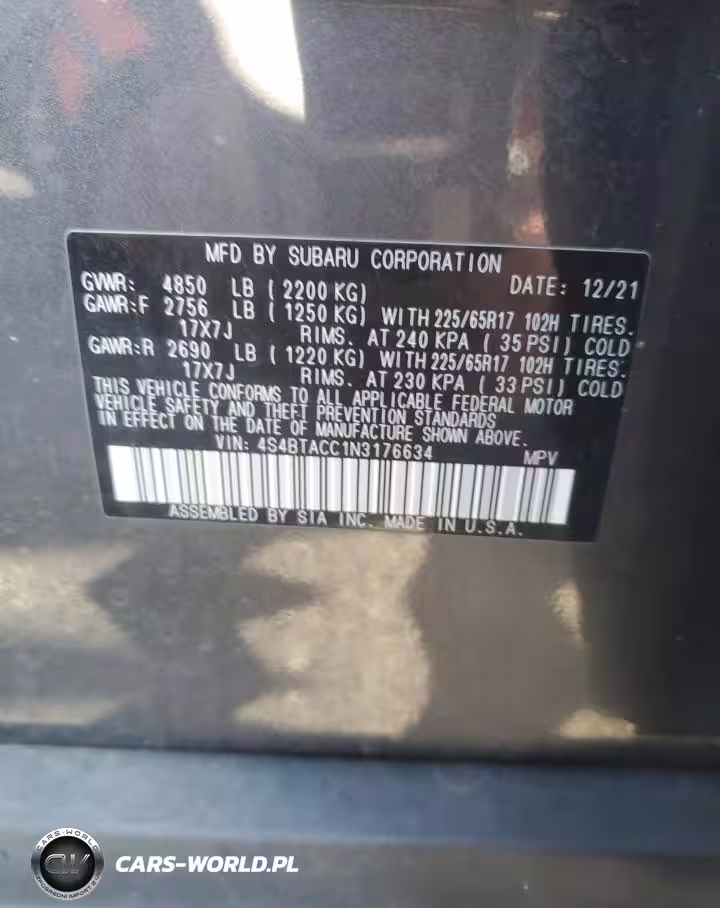 MFD BY SUBARU CORPORATION
GVWR: 4850 LB ( 2200 KG) DATE: 12/21
GAWR:F 2756 LB ( 1250 KG) WITH 225/65R17 102H TIRES.
17X7J RIMS. AT 240 KPA ( 35 PSI) COLD
GAWR:R 2690 LB ( 1220 KG) WITH 225/65R17 102H TIRES.
17X7J RIMS. AT 230 KPA ( 33 PSI) COLD
THIS VEHICLE CONFORMS TO ALL APPLICABLE FEDERAL MOTOR
VEHICLE SAFETY AND THEFT PREVENTION STANDARDS
IN EFFECT ON THE DATE OF MANUFACTURE SHOWN ABOVE.
VIN: 4S4BTACC1N3176634 MPV
ASSEMBLED BY SIA INC. MADE IN U.S.A.
CARS-WORLD
CW
CARS-WORLD.PL